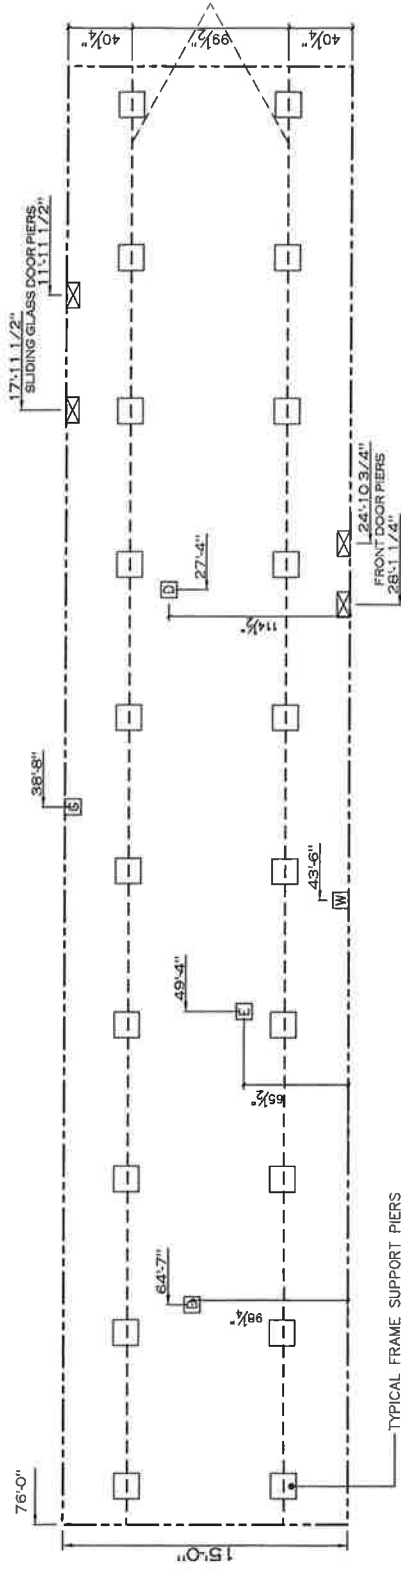 17'-11 1/2"
SLIDING GLASS DOOR PIERS
11'-11 1/2"
40¼"
99½"
40¼"
38'-8"
G
27'-4"
D
114½"
24'-10 3/4"
FRONT DOOR PIERS
28'-1 1/4"
43'-6"
W
49'-4"
E
65½"
64'-7"
D
98¼"
76'-0"
15'-0"
TYPICAL FRAME SUPPORT PIERS